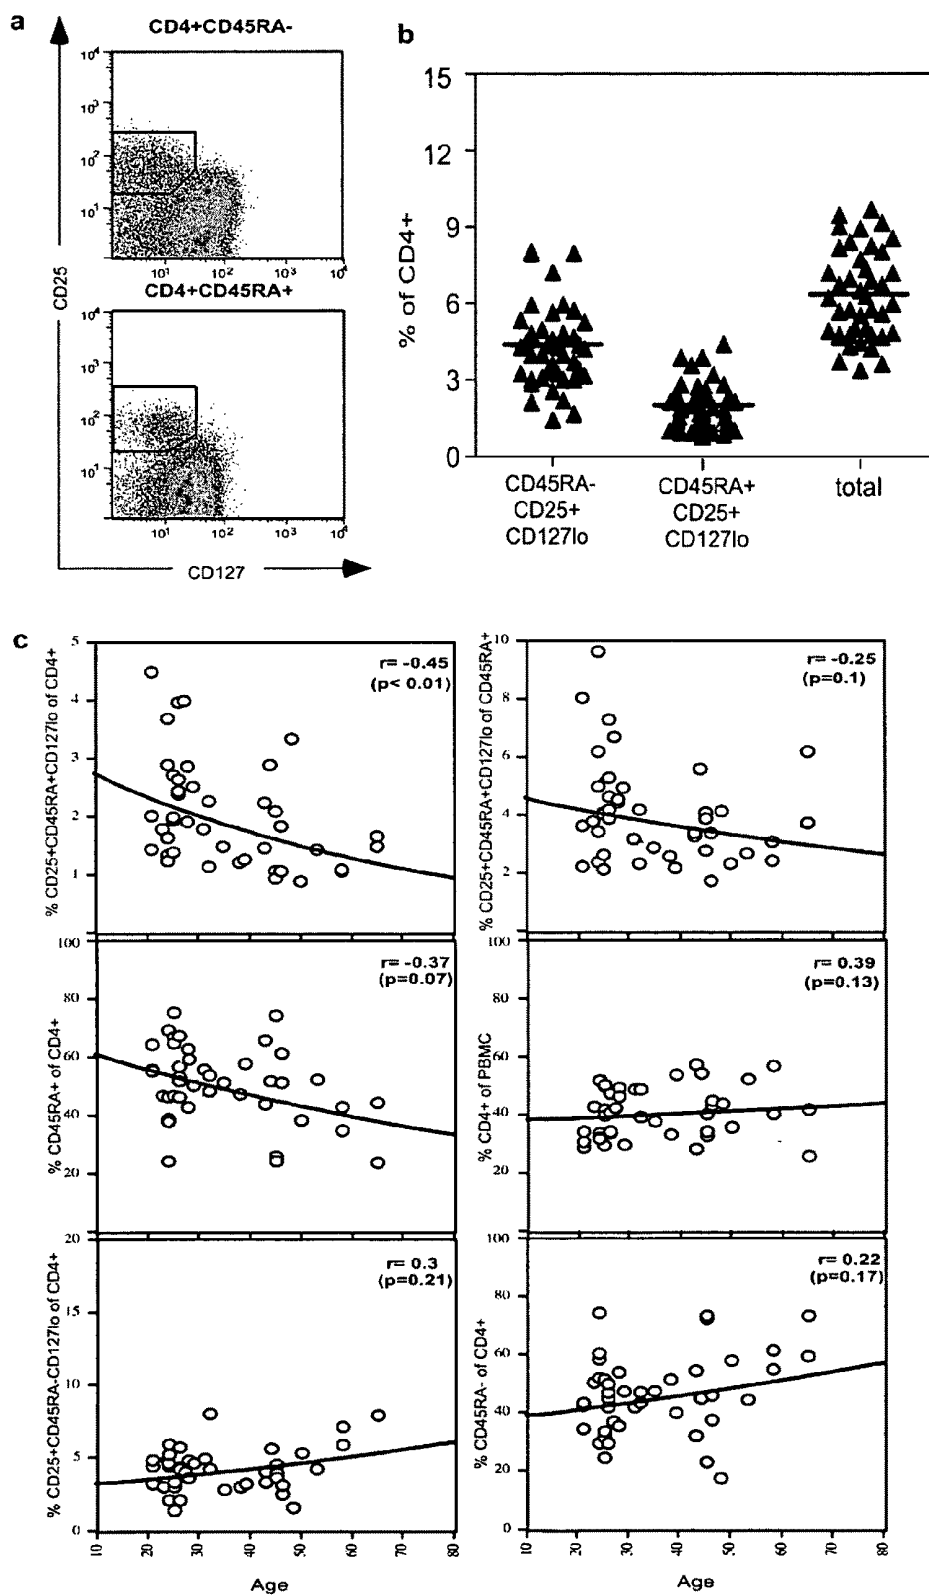 a
CD4+CD45RA-
10⁴
10³
10²
10¹
10¹ 10² 10³ 10⁴
CD4+CD45RA+
10⁴
10³
10²
10¹
10¹ 10² 10³ 10⁴
CD25
CD127
b
15
12
9
6
3
0
% of CD4+
CD45RA-
CD25+
CD127lo
CD45RA+
CD25+
CD127lo
total
c
% CD25+CD45RA+CD127lo of CD4+
5
4
3
2
1
r= -0.45
(p< 0.01)
% CD25+CD45RA+CD127lo of CD45RA+
10
8
6
4
2
r= -0.25
(p=0.1)
% CD45RA+ of CD4+
100
80
60
40
20
r= -0.37
(p=0.07)
% CD4+ of PBMC
100
80
60
40
20
r= 0.39
(p=0.13)
% CD25+CD45RA-CD127lo of CD4+
20
15
10
5
0
r= 0.3
(p=0.21)
10 20 30 40 50 60 70 80
Age
% CD45RA- of CD4+
100
80
60
40
20
0
r= 0.22
(p=0.17)
10 20 30 40 50 60 70 80
Age